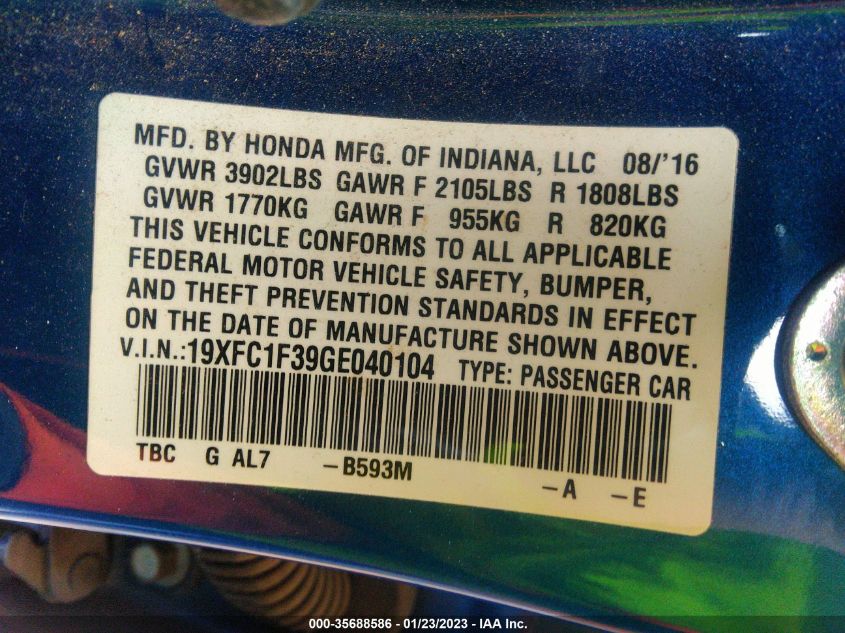 MFD. BY HONDA MFG. OF INDIANA, LLC 08/'16
GVWR 3902LBS GAWR F 2105LBS R 1808LBS
GVWR 1770KG GAWR F 955KG R 820KG
THIS VEHICLE CONFORMS TO ALL APPLICABLE
FEDERAL MOTOR VEHICLE SAFETY, BUMPER,
AND THEFT PREVENTION STANDARDS IN EFFECT
ON THE DATE OF MANUFACTURE SHOWN ABOVE.
V.I.N.:19XFC1F39GE040104 TYPE: PASSENGER CAR
TBC G AL7 -B593M -A -E
000-35688586 - 01/23/2023 - IAA Inc.